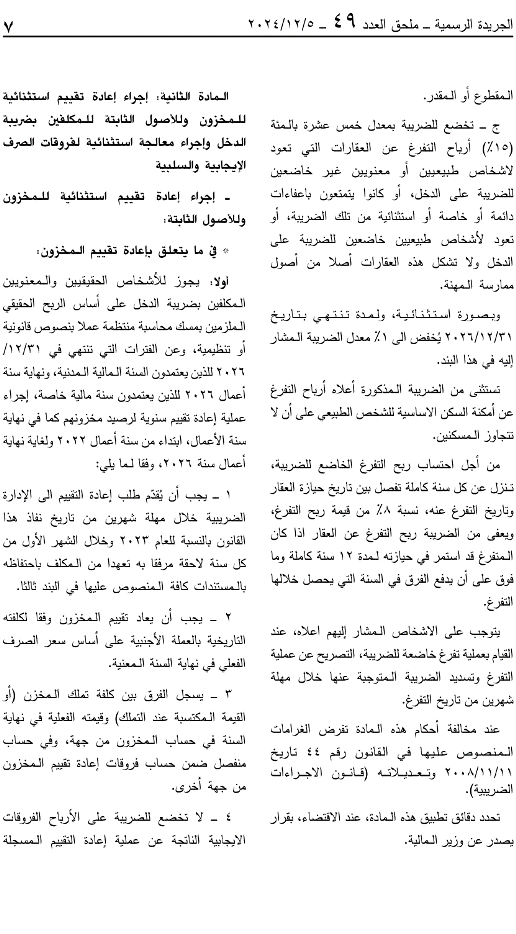 الجريدة الرسمية ــ ملحق العدد ٤٩ ــ ٢٠٢٤/١٢/٥
٧
المقطوع أو المقدر.
ج ــ تخضع للضريبة بمعدل خمس عشرة بالمئة
(١٥٪) أرباح التفرغ عن العقارات التي تعود
لاشخاص طبيعيين أو معنويين غير خاضعين
للضريبة على الدخل، أو كانوا يتمتعون باعفاءات
دائمة أو خاصة أو استثنائية من تلك الضريبة، أو
تعود لأشخاص طبيعيين خاضعين للضريبة على
الدخل ولا تشكل هذه العقارات أصلا من أصول
ممارسة المهنة.
وبصورة استثنائية، ولمدة تنتهي بتاريخ
٢٠٢٦/١٢/٣١ يُخفض الى ١٪ معدل الضريبة المشار
إليه في هذا البند.
تستثنى من الضريبة المذكورة أعلاه أرباح التفرغ
عن أمكنة السكن الاساسية للشخص الطبيعي على أن لا
تتجاوز المسكنين.
من أجل احتساب ربح التفرغ الخاضع للضريبة،
تنزل عن كل سنة كاملة تفصل بين تاريخ حيازة العقار
وتاريخ التفرغ عنه، نسبة ٨٪ من قيمة ربح التفرغ،
ويعفى من الضريبة ربح التفرغ عن العقار اذا كان
المتفرغ قد استمر في حيازته لمدة ١٢ سنة كاملة وما
فوق على أن يدفع الفرق في السنة التي يحصل خلالها
التفرغ.
يتوجب على الاشخاص المشار إليهم اعلاه، عند
القيام بعملية تفرغ خاضعة للضريبة، التصريح عن عملية
التفرغ وتسديد الضريبة المتوجبة عنها خلال مهلة
شهرين من تاريخ التفرغ.
عند مخالفة أحكام هذه المادة تفرض الغرامات
المنصوص عليها في القانون رقم ٤٤ تاريخ
٢٠٠٨/١١/١١ وتعديلاته (قانون الاجراءات
الضريبية).
تحدد دقائق تطبيق هذه المادة، عند الاقتضاء، بقرار
يصدر عن وزير المالية.
المادة الثانية: إجراء إعادة تقييم استثنائية
للمخزون وللأصول الثابتة للمكلفين بضريبة
الدخل وإجراء معالجة استثنائية لفروقات الصرف
الإيجابية والسلبية
ــ إجراء إعادة تقييم استثنائية للمخزون
وللأصول الثابتة:
* في ما يتعلق بإعادة تقييم المخزون:
اولا: يجوز للأشخاص الحقيقيين والمعنويين
المكلفين بضريبة الدخل على أساس الربح الحقيقي
الملزمين بمسك محاسبة منتظمة عملا بنصوص قانونية
أو تنظيمية، وعن الفترات التي تنتهي في ١٢/٣١/
٢٠٢٦ للذين يعتمدون السنة المالية المدنية، ونهاية سنة
أعمال ٢٠٢٦ للذين يعتمدون سنة مالية خاصة، إجراء
عملية إعادة تقييم سنوية لرصيد مخزونهم كما في نهاية
سنة الأعمال، ابتداء من سنة أعمال ٢٠٢٢ ولغاية نهاية
أعمال سنة ٢٠٢٦، وفقا لما يلي:
١ ــ يجب أن يُقدّم طلب إعادة التقييم الى الإدارة
الضريبية خلال مهلة شهرين من تاريخ نفاذ هذا
القانون بالنسبة للعام ٢٠٢٣ وخلال الشهر الأول من
كل سنة لاحقة مرفقا به تعهدا من المكلف باحتفاظه
بالمستندات كافة المنصوص عليها في البند ثالثا.
٢ ــ يجب أن يعاد تقييم المخزون وفقا لكلفته
التاريخية بالعملة الأجنبية على أساس سعر الصرف
الفعلي في نهاية السنة المعنية.
٣ ــ يسجل الفرق بين كلفة تملك المخزن (أو
القيمة المكتسبة عند التملك) وقيمته الفعلية في نهاية
السنة في حساب المخزون من جهة، وفي حساب
منفصل ضمن حساب فروقات إعادة تقييم المخزون
من جهة أخرى.
٤ ــ لا تخضع للضريبة على الأرباح الفروقات
الايجابية الناتجة عن عملية إعادة التقييم المسجلة